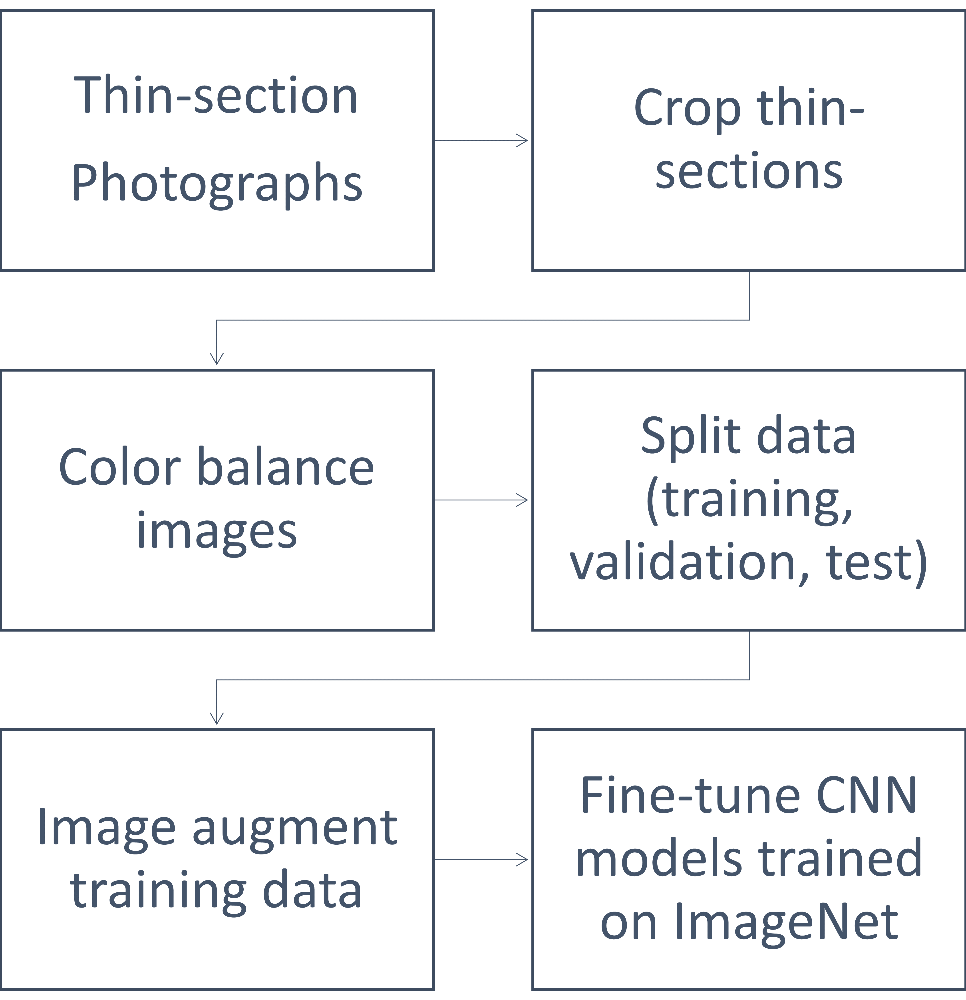 Thin-section
Photographs
Crop thin-
sections
Color balance
images
Split data
(training,
validation, test)
Image augment
training data
Fine-tune CNN
models trained
on ImageNet